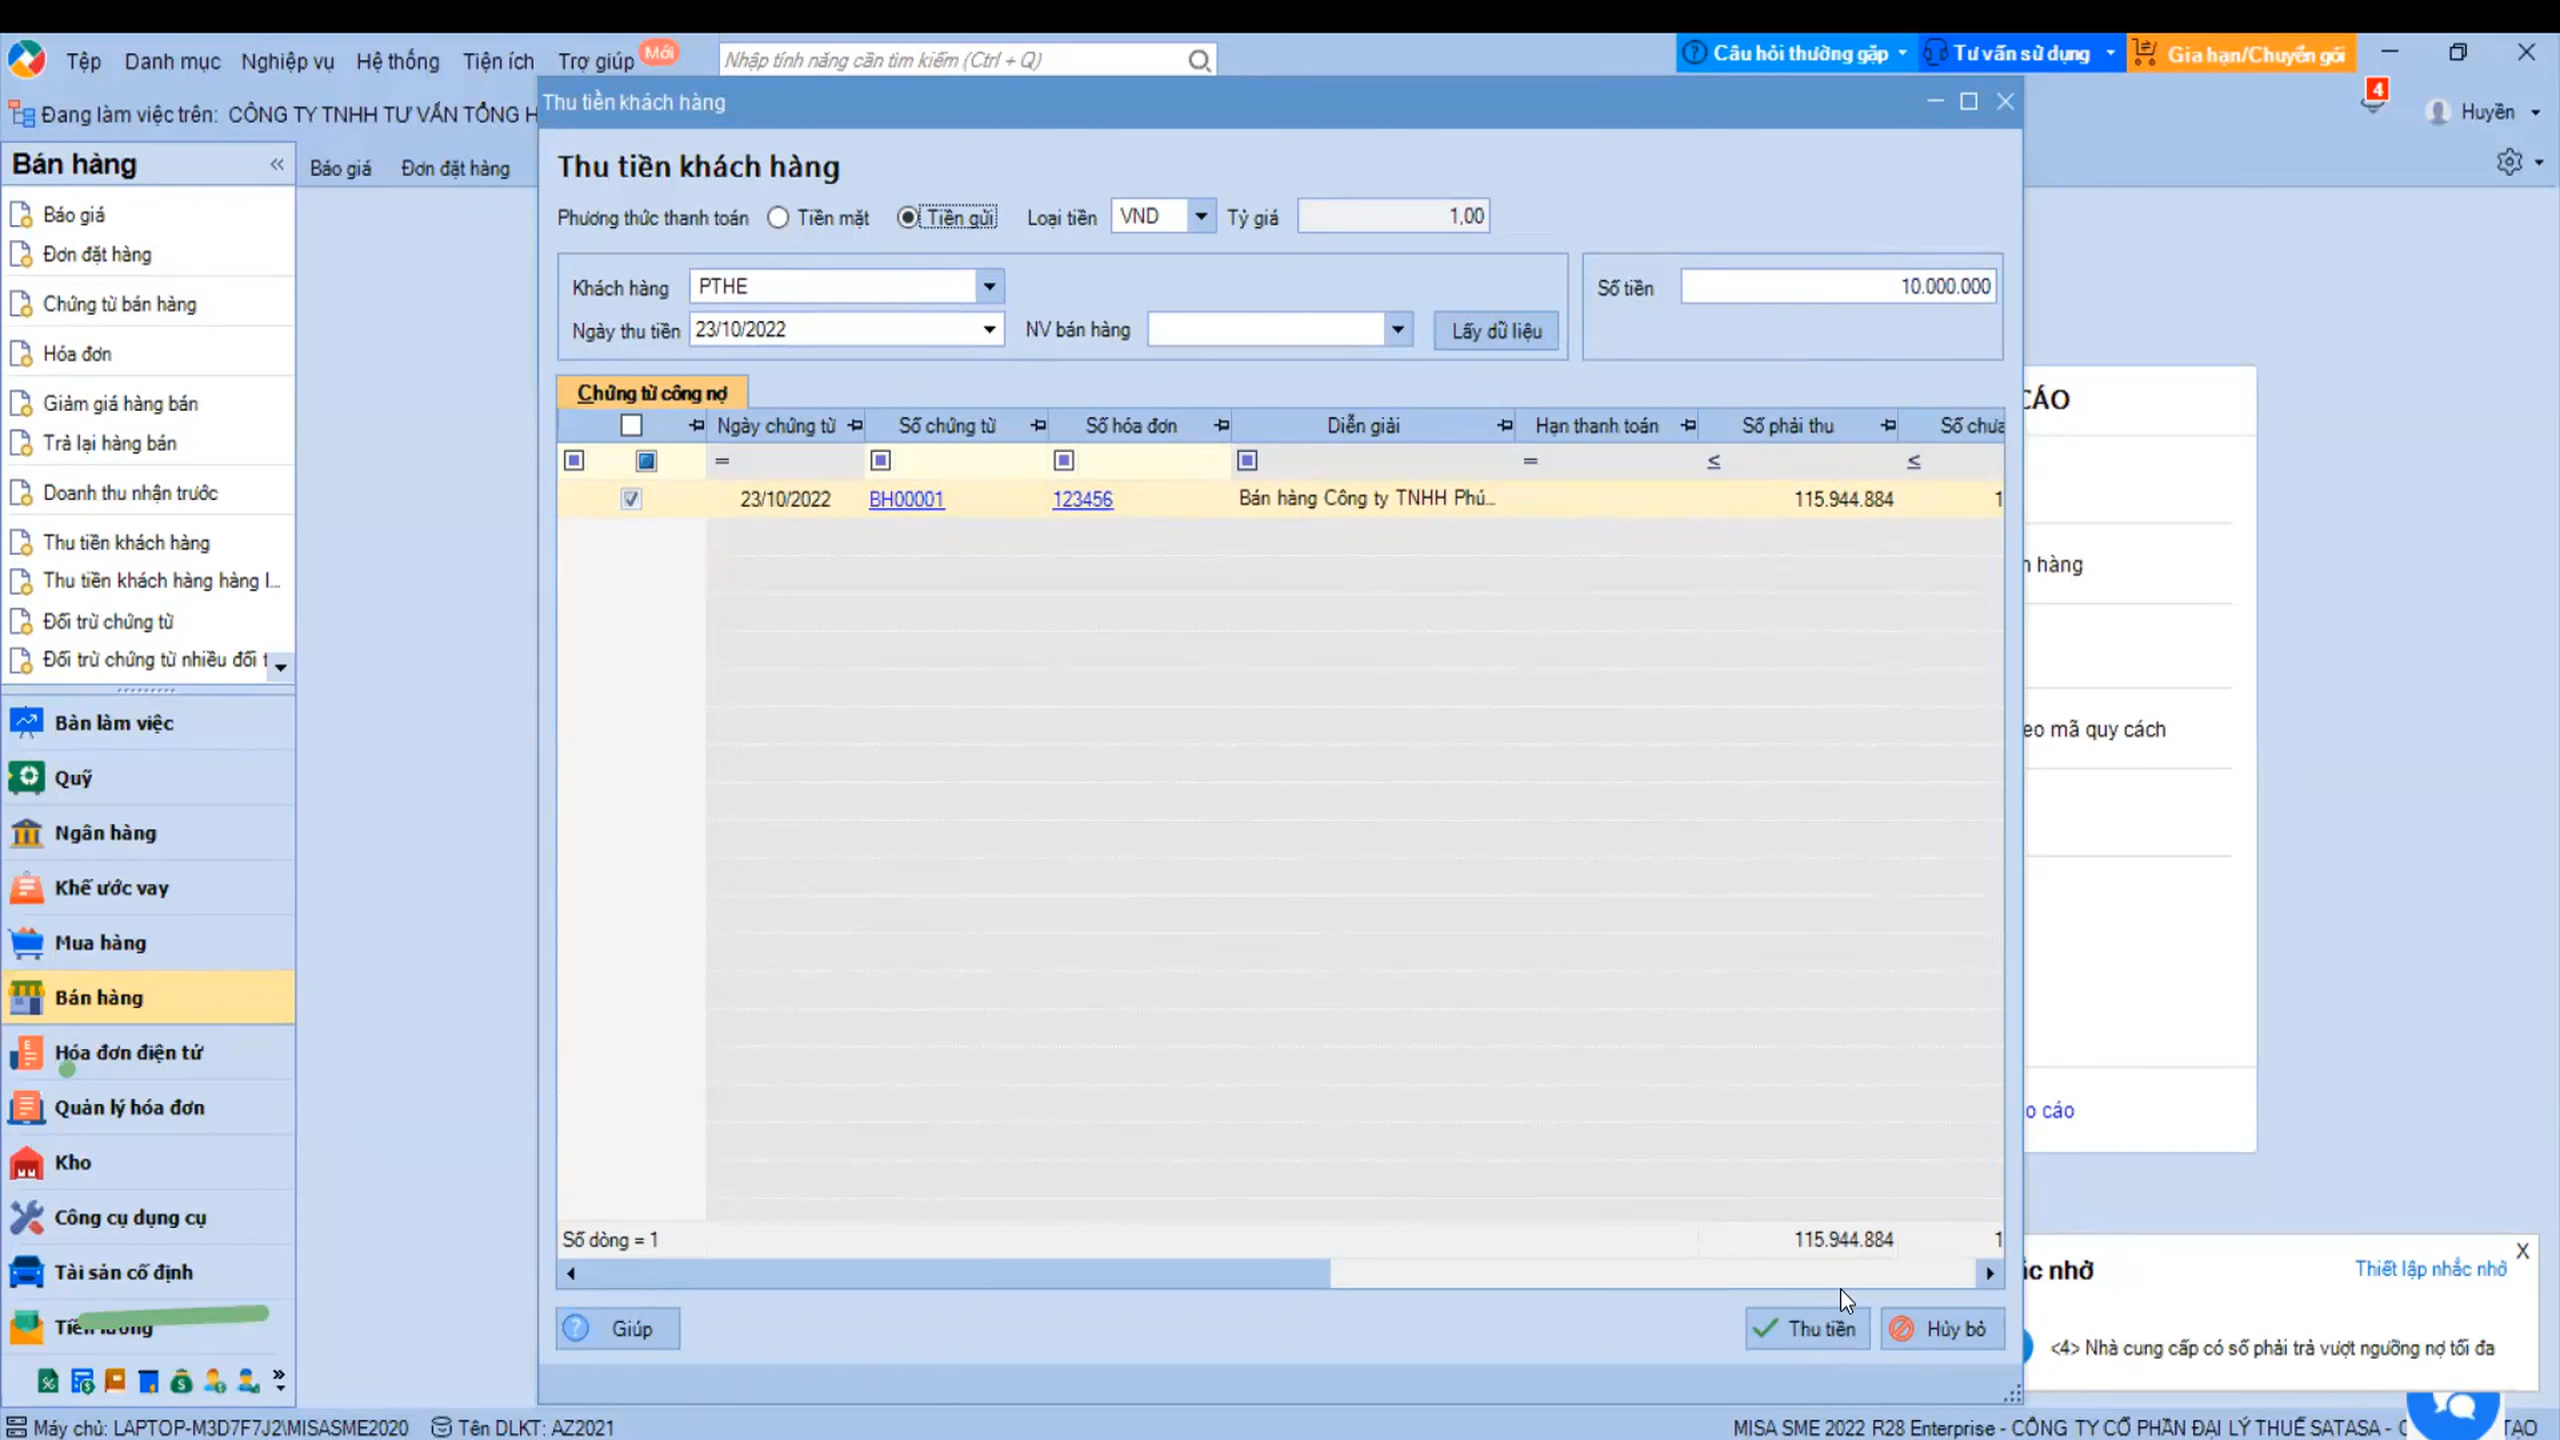 Tệp Danh mục Nghiệp vụ Hệ thống Tiện ích Trợ giúp Mới Nhập tính năng cần tìm kiếm (Ctrl + Q) Câu hỏi thường gặp Tư vấn sử dụng Gia hạn/Chuyển gói
Đang làm việc trên: CÔNG TY TNHH TƯ VẤN TỔNG H
Thu tiền khách hàng
4
Huyền
Bán hàng
Báo giá Đơn đặt hàng
Báo giá
Đơn đặt hàng
Chứng từ bán hàng
Hóa đơn
Giảm giá hàng bán
Trả lại hàng bán
Doanh thu nhận trước
Thu tiền khách hàng
Thu tiền khách hàng hàng l...
Đối trừ chứng từ
Đối trừ chứng từ nhiều đối t
Bàn làm việc
Quỹ
Ngân hàng
Khế ước vay
Mua hàng
Bán hàng
Hóa đơn điện tử
Quản lý hóa đơn
Kho
Công cụ dụng cụ
Tài sản cố định
Tiền lương
Thu tiền khách hàng
Phương thức thanh toán Tiền mặt Tiền gửi Loại tiền VND Tỷ giá 1,00
Khách hàng PTHE
Số tiền 10.000.000
Ngày thu tiền 23/10/2022 NV bán hàng Lấy dữ liệu
Chứng từ công nợ
Ngày chứng từ Số chứng từ Số hóa đơn Diễn giải Hạn thanh toán Số phải thu Số chưa
= = ≤ ≤
23/10/2022 BH00001 123456 Bán hàng Công ty TNHH Phú... 115.944.884 1
Số dòng = 1 115.944.884 1
Giúp Thu tiền Hủy bỏ
CÁO
n hàng
eo mã quy cách
o cáo
ắc nhở Thiết lập nhắc nhở X
<4> Nhà cung cấp có số phải trả vượt ngưỡng nợ tối đa
Máy chủ: LAPTOP-M3D7F7J2\MISASME2020 Tên DLKT: AZ2021 MISA SME 2022 R28 Enterprise - CÔNG TY CỔ PHẦN ĐẠI LÝ THUẾ SATASA - TẠO